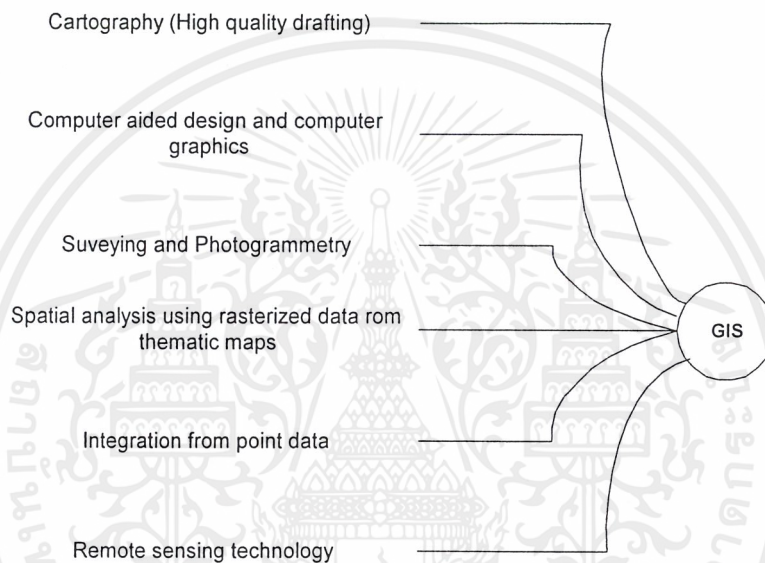 Cartography (High quality drafting)
Computer aided design and computer
graphics
Suveying and Photogrammetry
Spatial analysis using rasterized data rom
thematic maps
GIS
Integration from point data
Remote sensing technology